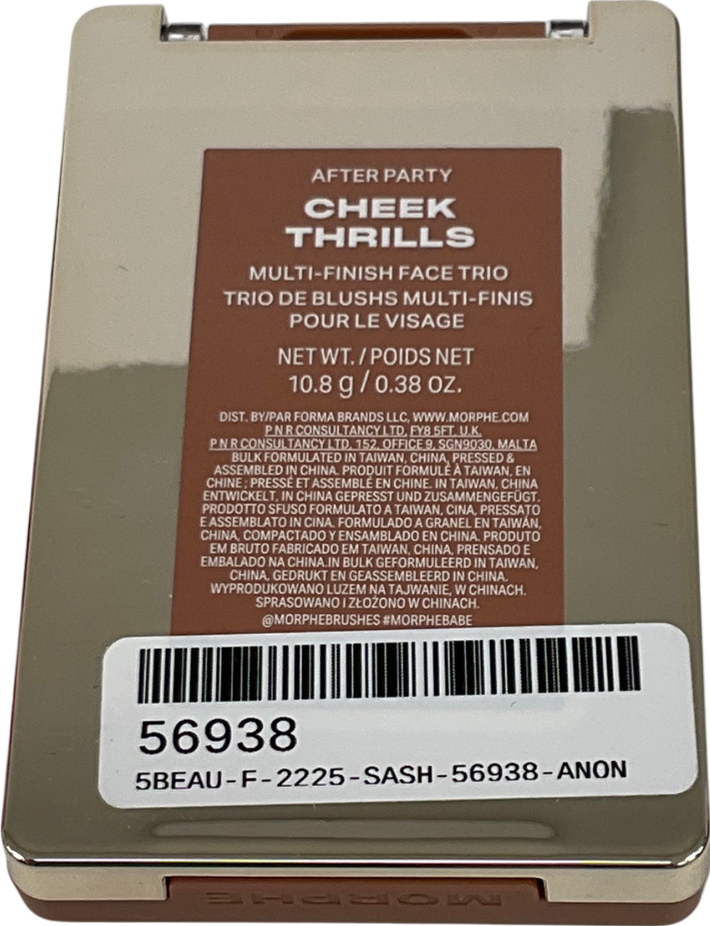 AFTER PARTY
CHEEK
THRILLS
MULTI-FINISH FACE TRIO
TRIO DE BLUSHS MULTI-FINIS
POUR LE VISAGE
NET WT. / POIDS NET
10.8 g / 0.38 OZ.
DIST. BY/PAR FORMA BRANDS LLC, WWW.MORPHE.COM
P N R CONSULTANCY LTD, FY8 5FT, U.K.
P N R CONSULTANCY LTD, 152, OFFICE 9, SGN9030, MALTA
BULK FORMULATED IN TAIWAN, CHINA, PRESSED &
ASSEMBLED IN CHINA. PRODUIT FORMULÉ À TAIWAN, EN
CHINE ; PRESSÉ ET ASSEMBLÉ EN CHINE. IN TAIWAN, CHINA
ENTWICKELT, IN CHINA GEPRESST UND ZUSAMMENGEFÜGT.
PRODOTTO SFUSO FORMULATO A TAIWAN, CINA, PRESSATO
E ASSEMBLATO IN CINA. FORMULADO A GRANEL EN TAIWÁN,
CHINA, COMPACTADO Y ENSAMBLADO EN CHINA. PRODUTO
EM BRUTO FABRICADO EM TAIWAN, CHINA, PRENSADO E
EMBALADO NA CHINA.IN BULK GEFORMULEERD IN TAIWAN,
CHINA, GEDRUKT EN GEASSEMBLEERD IN CHINA.
WYPRODUKOWANO LUZEM NA TAJWANIE, W CHINACH.
SPRASOWANO I ZŁOŻONO W CHINACH.
@MORPHEBRUSHES #MORPHEBABE
56938
5BEAU-F-2225-SASH-56938-ANON
MORPHE